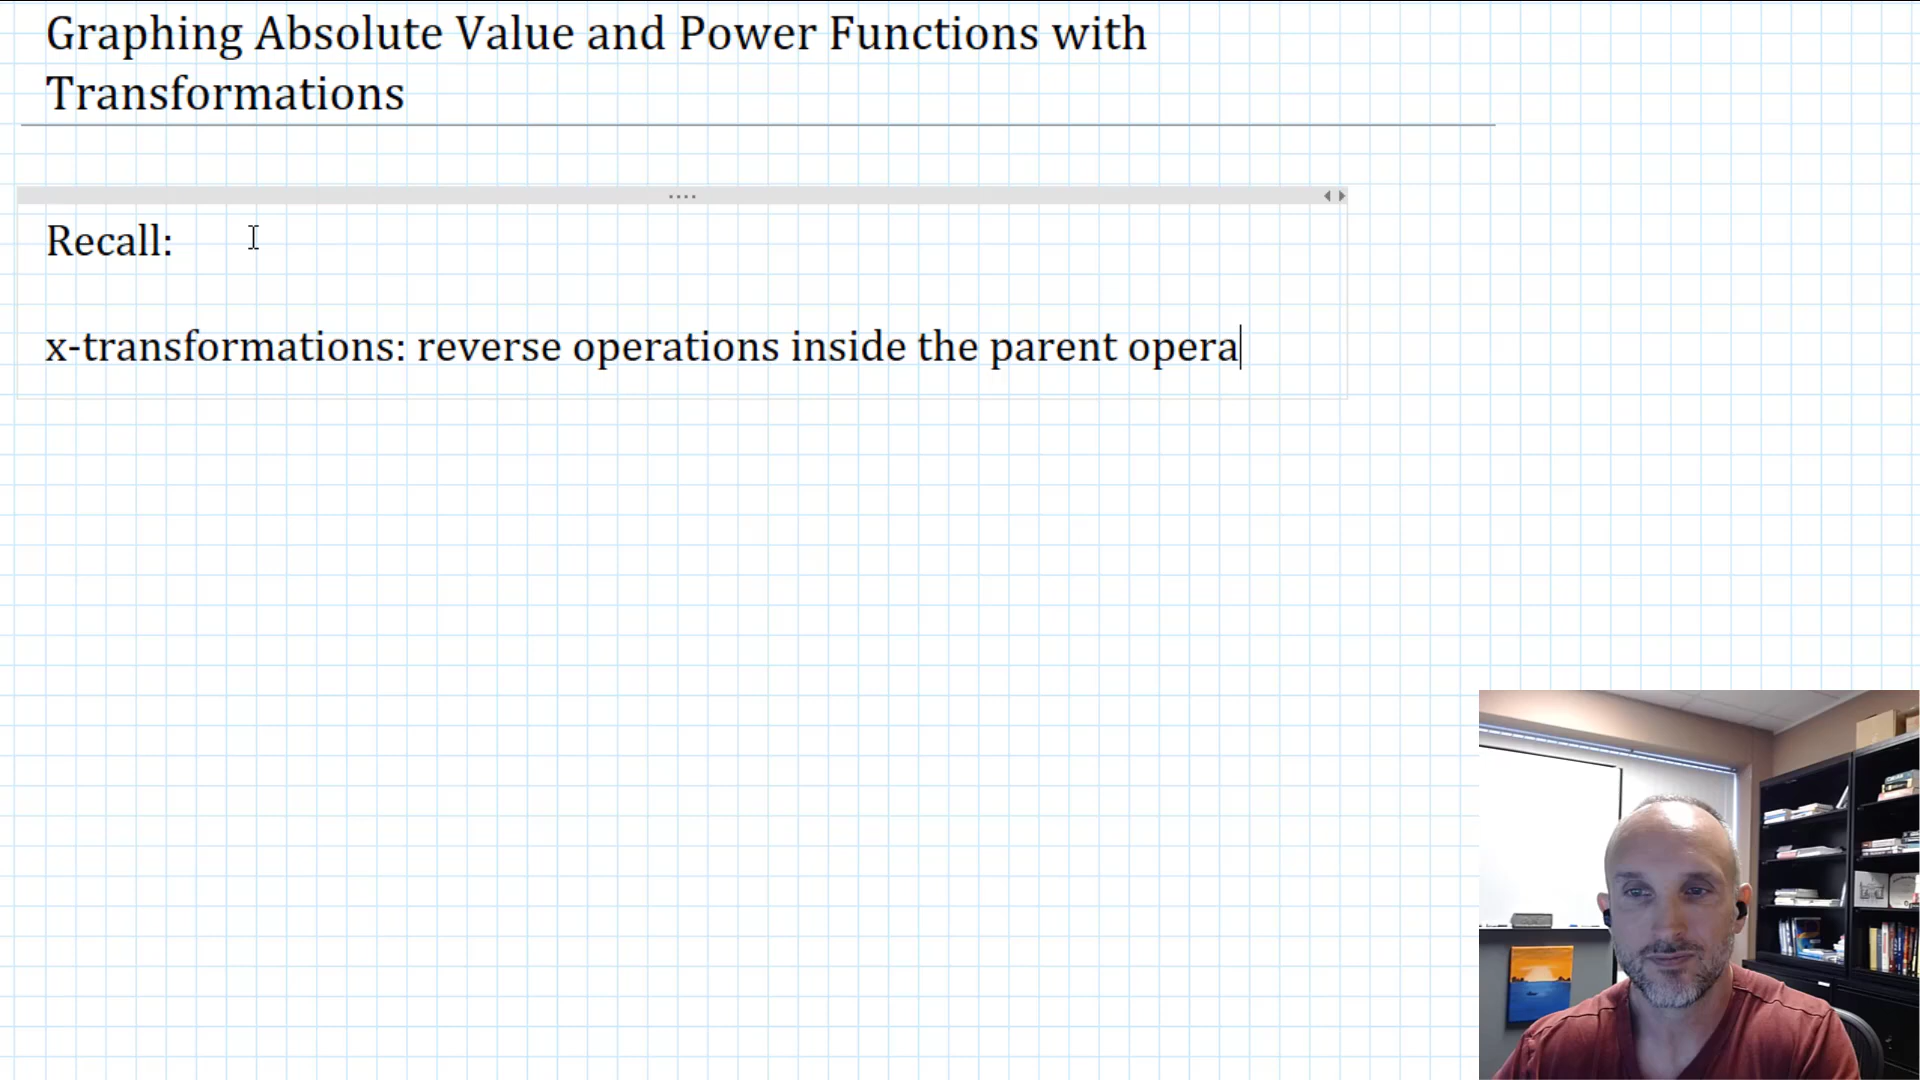 Graphing Absolute Value and Power Functions with
Transformations
Recall:
x-transformations: reverse operations inside the parent opera